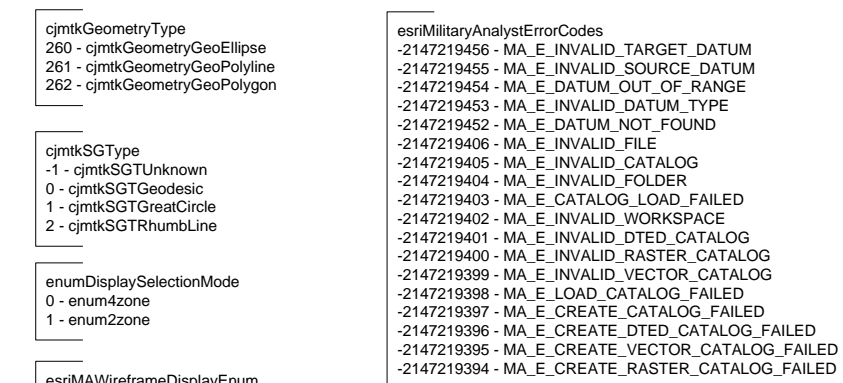 cjmtkGeometryType
260 - cjmtkGeometryGeoEllipse
261 - cjmtkGeometryGeoPolyline
262 - cjmtkGeometryGeoPolygon
cjmtkSGType
-1 - cjmtkSGTUnknown
0 - cjmtkSGTGeodesic
1 - cjmtkSGTGreatCircle
2 - cjmtkSGTRhumbLine
enumDisplaySelectionMode
0 - enum4zone
1 - enum2zone
esriMAWireframeDisplayEnum
esriMilitaryAnalystErrorCodes
-2147219456 - MA_E_INVALID_TARGET_DATUM
-2147219455 - MA_E_INVALID_SOURCE_DATUM
-2147219454 - MA_E_DATUM_OUT_OF_RANGE
-2147219453 - MA_E_INVALID_DATUM_TYPE
-2147219452 - MA_E_DATUM_NOT_FOUND
-2147219406 - MA_E_INVALID_FILE
-2147219405 - MA_E_INVALID_CATALOG
-2147219404 - MA_E_INVALID_FOLDER
-2147219403 - MA_E_CATALOG_LOAD_FAILED
-2147219402 - MA_E_INVALID_WORKSPACE
-2147219401 - MA_E_INVALID_DTED_CATALOG
-2147219400 - MA_E_INVALID_RASTER_CATALOG
-2147219399 - MA_E_INVALID_VECTOR_CATALOG
-2147219398 - MA_E_LOAD_CATALOG_FAILED
-2147219397 - MA_E_CREATE_CATALOG_FAILED
-2147219396 - MA_E_CREATE_DTED_CATALOG_FAILED
-2147219395 - MA_E_CREATE_VECTOR_CATALOG_FAILED
-2147219394 - MA_E_CREATE_RASTER_CATALOG_FAILED